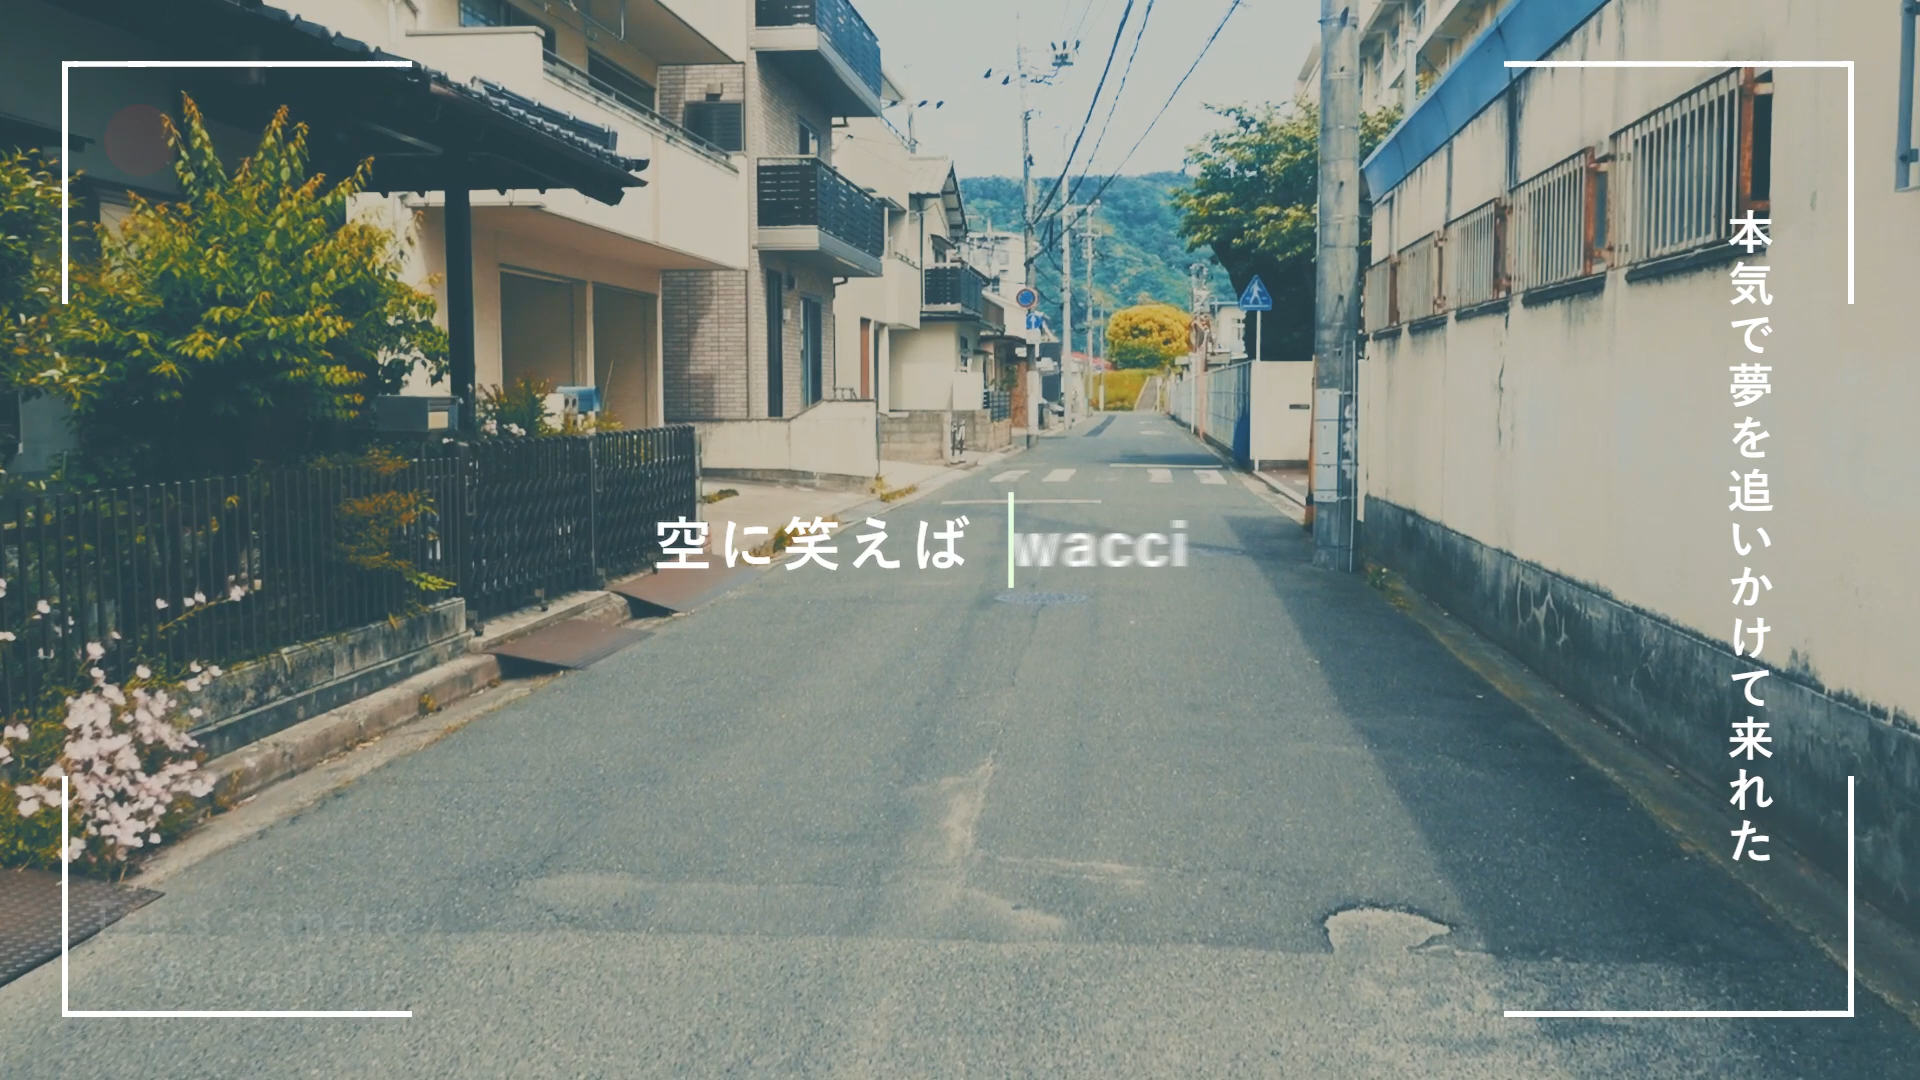 空に笑えば
wacci
本気で夢を追いかけて来れた